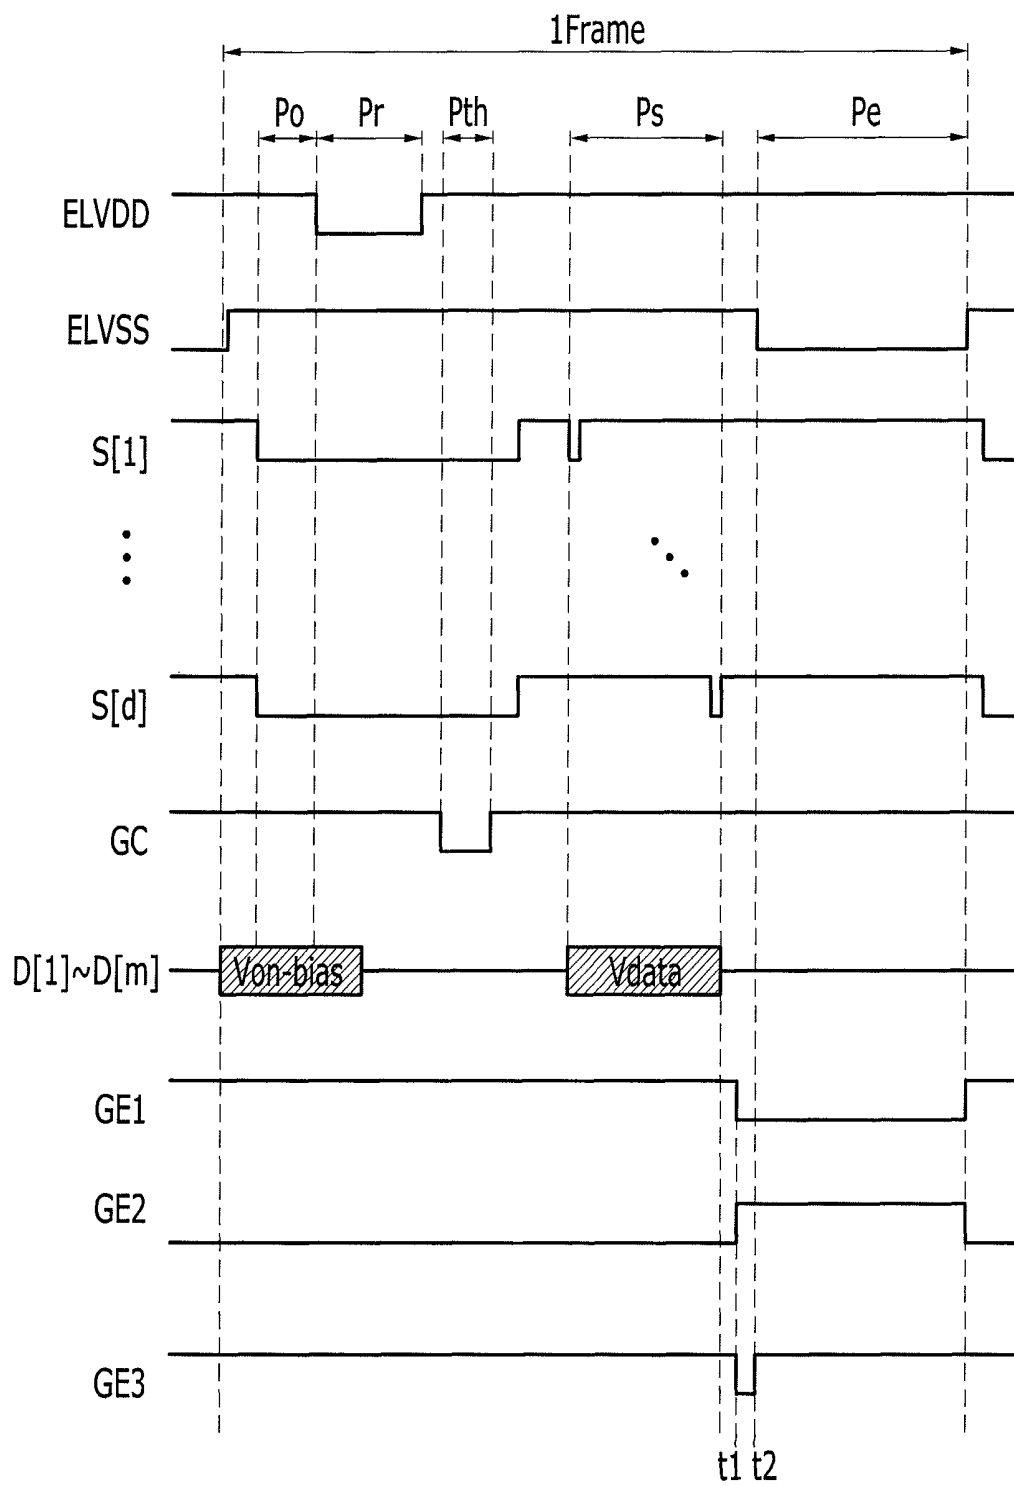 1Frame
Po Pr Pth Ps Pe
ELVDD
ELVSS
S[1]
S[d]
GC
D[1]~D[m] Von-bias Vdata
GE1
GE2
GE3
t1 t2